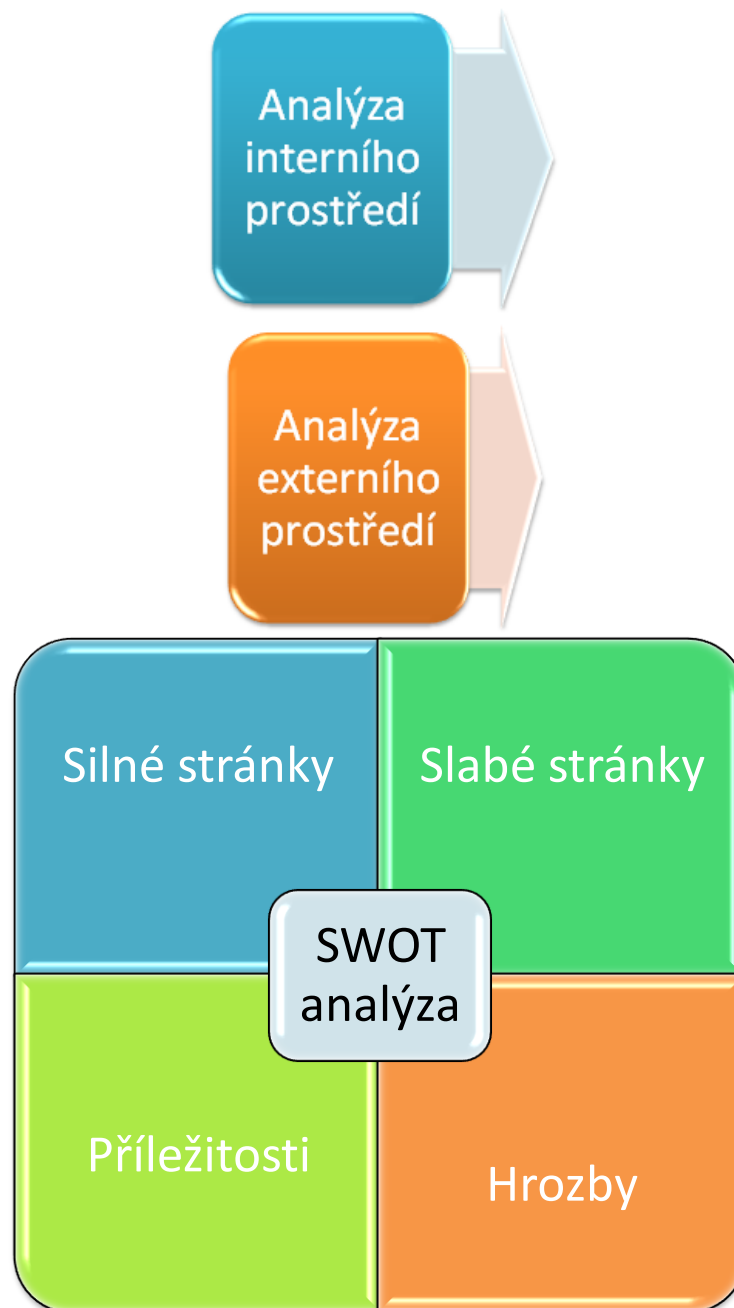 Analýza
interního
prostředí
Analýza
externího
prostředí
Silné stránky
Slabé stránky
SWOT
analýza
Příležitosti
Hrozby